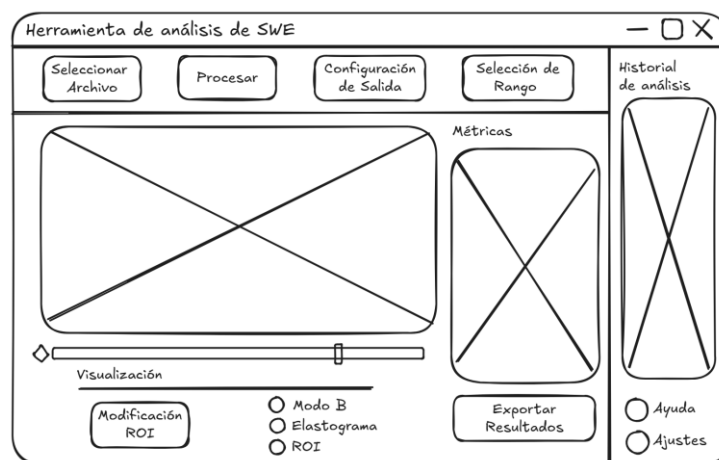 Herramienta de análisis de SWE
Seleccionar
Archivo
Procesar
Configuración
de Salida
Selección de
Rango
Historial
de análisis
Métricas
Visualización
Modificación
ROI
Modo B
Elastograma
ROI
Exportar
Resultados
Ayuda
Ajustes